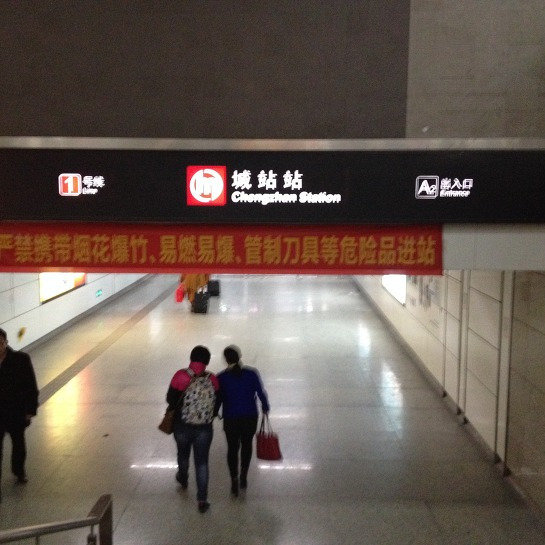 1 号线
Line
城站站
Chengzhan Station
A2 出入口
Entrance
严禁携带烟花爆竹、易燃易爆、管制刀具等危险品进站